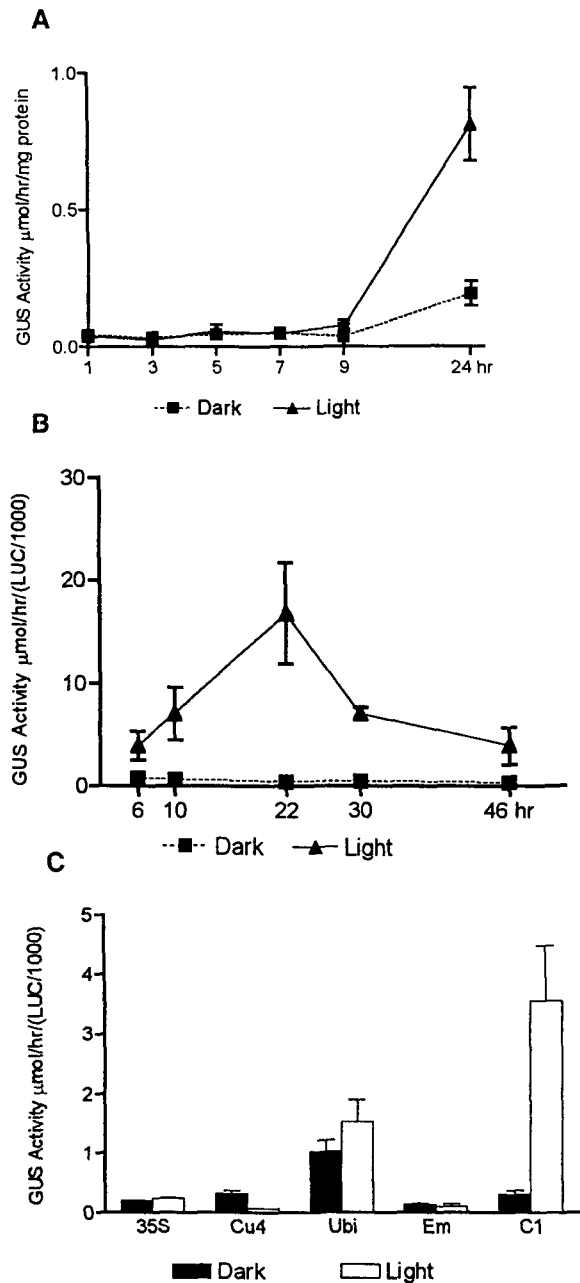 A
GUS Activity μmol/hr/mg protein
1.0
0.5
0.0
1 3 5 7 9 24 hr
Dark Light
B
GUS Activity μmol/hr/(LUC/1000)
30
20
10
0
6 10 22 30 46 hr
Dark Light
C
GUS Activity μmol/hr/(LUC/1000)
5
4
3
2
1
0
35S Cu4 Ubi Em C1
Dark Light